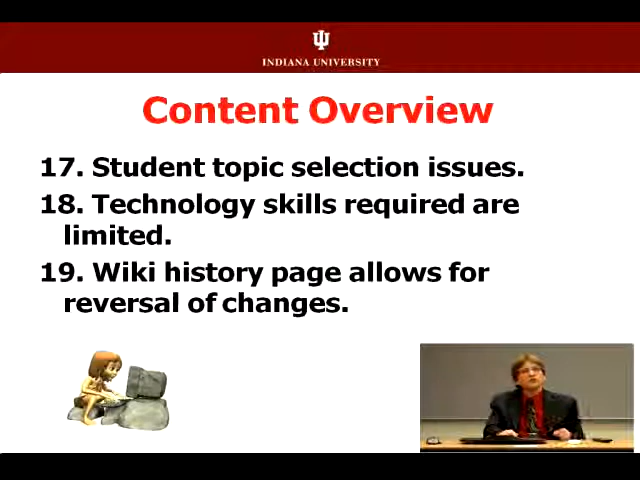 INDIANA UNIVERSITY
Content Overview
17. Student topic selection issues.
18. Technology skills required are
limited.
19. Wiki history page allows for
reversal of changes.